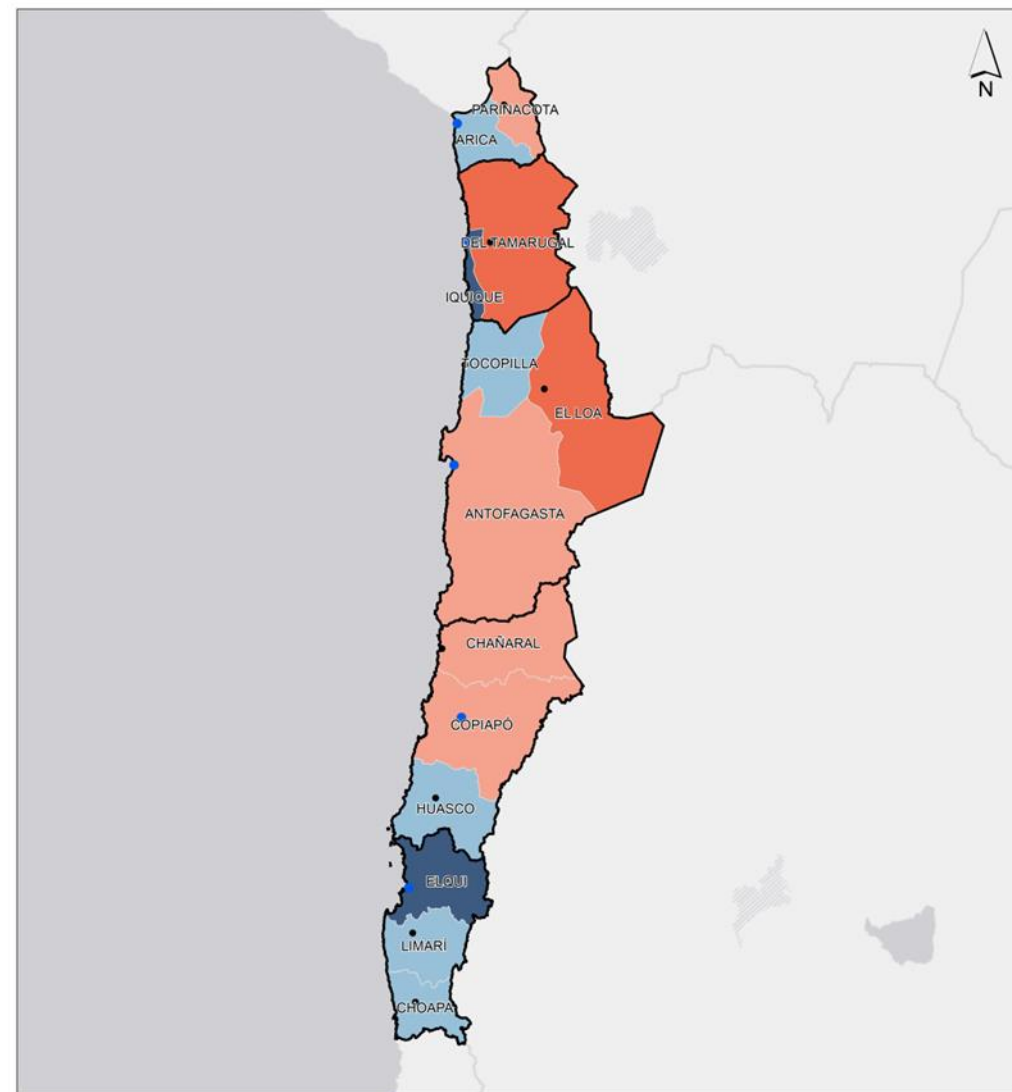 N
PARINACOTA
ARICA
DEL TAMARUGAL
IQUIQUE
TOCOPILLA
EL LOA
ANTOFAGASTA
CHAÑARAL
COPIAPÓ
HUASCO
ELQUI
LIMARÍ
CHOAPA